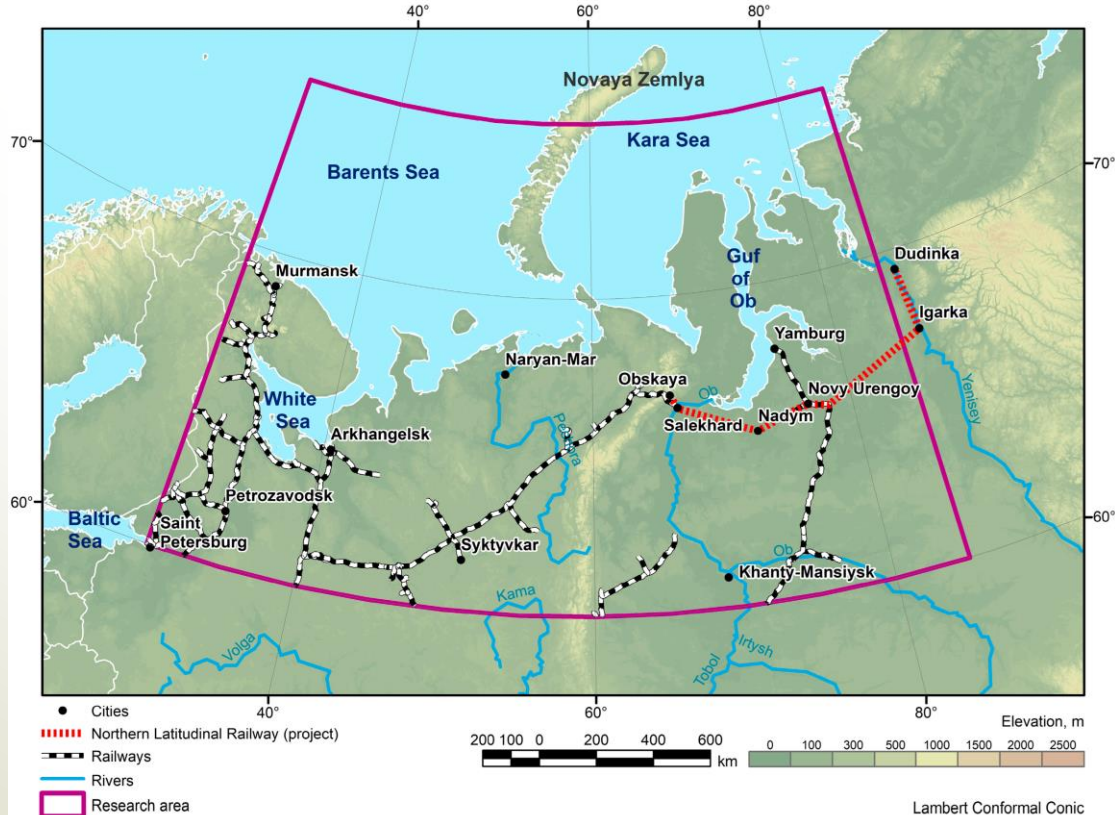 40°
60°
80°
Novaya Zemlya
70°
Kara Sea
70°
Barents Sea
Murmansk
Guf
of
Ob
Dudinka
Igarka
Yamburg
Naryan-Mar
Obskaya
Ob
Novy Urengoy
Yenisey
White
Sea
Salekhard
Nadym
Pechora
Arkhangelsk
60°
Petrozavodsk
60°
Baltic
Sea
Saint
Petersburg
Syktyvkar
Ob
Khanty-Mansiysk
Kama
Volga
Irtysh
Tobol
40°
60°
80°
Cities
Northern Latitudinal Railway (project)
Railways
Rivers
Research area
200 100 0 200 400 600
km
Elevation, m
0 100 300 500 1000 1500 2000 2500
Lambert Conformal Conic